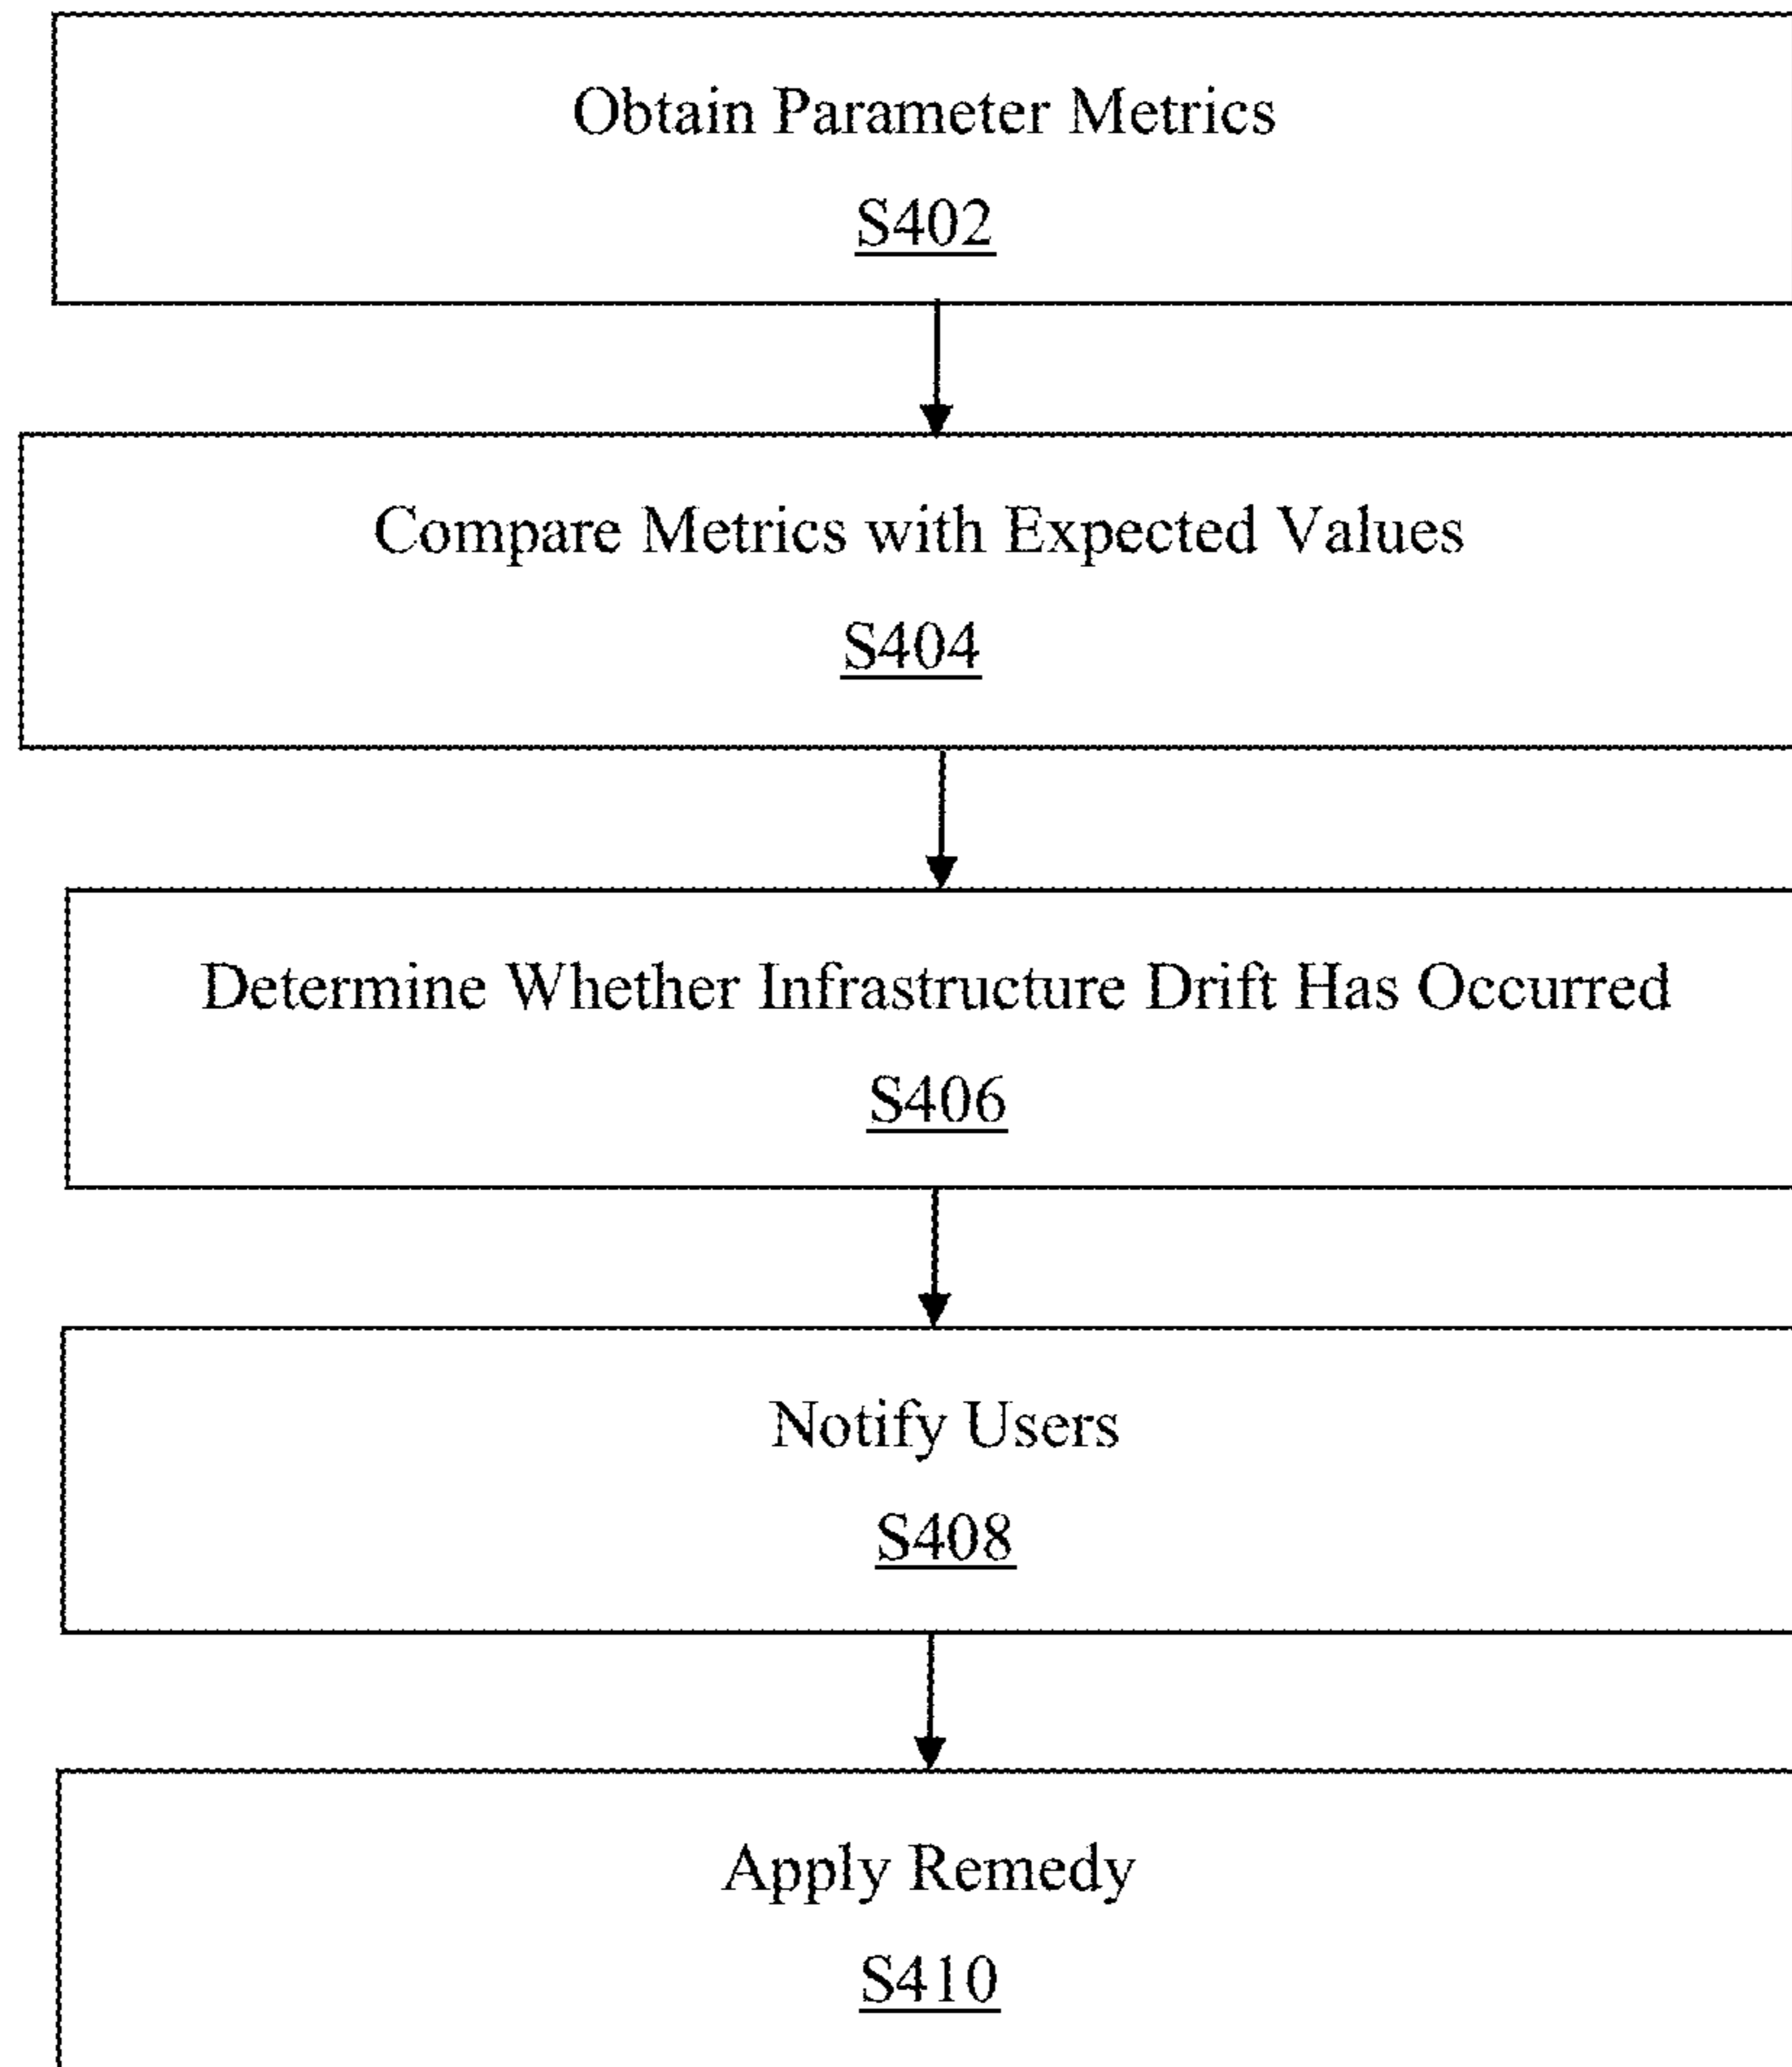 Obtain Parameter Metrics
S402
Compare Metrics with Expected Values
S404
Determine Whether Infrastructure Drift Has Occurred
S406
Notify Users
S408
Apply Remedy
S410